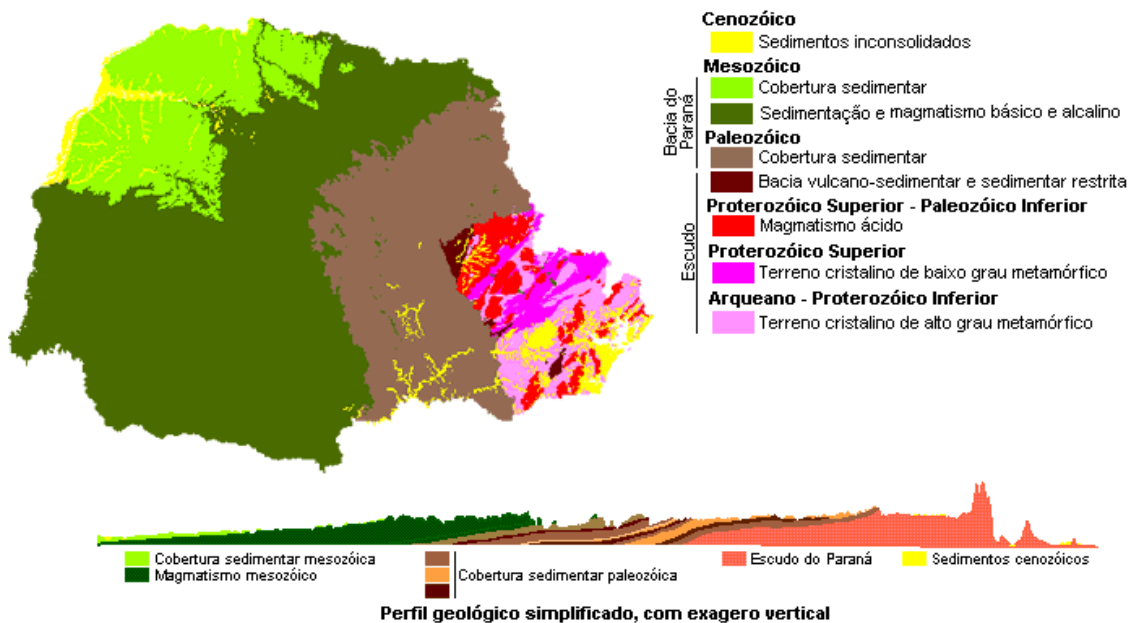 Cenozóico
Sedimentos inconsolidados
Mesozóico
Cobertura sedimentar
Sedimentação e magmatismo básico e alcalino
Bacia do Paraná
Paleozóico
Cobertura sedimentar
Bacia vulcano-sedimentar e sedimentar restrita
Escudo
Proterozóico Superior - Paleozóico Inferior
Magmatismo ácido
Proterozóico Superior
Terreno cristalino de baixo grau metamórfico
Arqueano - Proterozóico Inferior
Terreno cristalino de alto grau metamórfico
Cobertura sedimentar mesozóica
Magmatismo mesozóico
Cobertura sedimentar paleozóica
Escudo do Paraná
Sedimentos cenozóicos
Perfil geológico simplificado, com exagero vertical